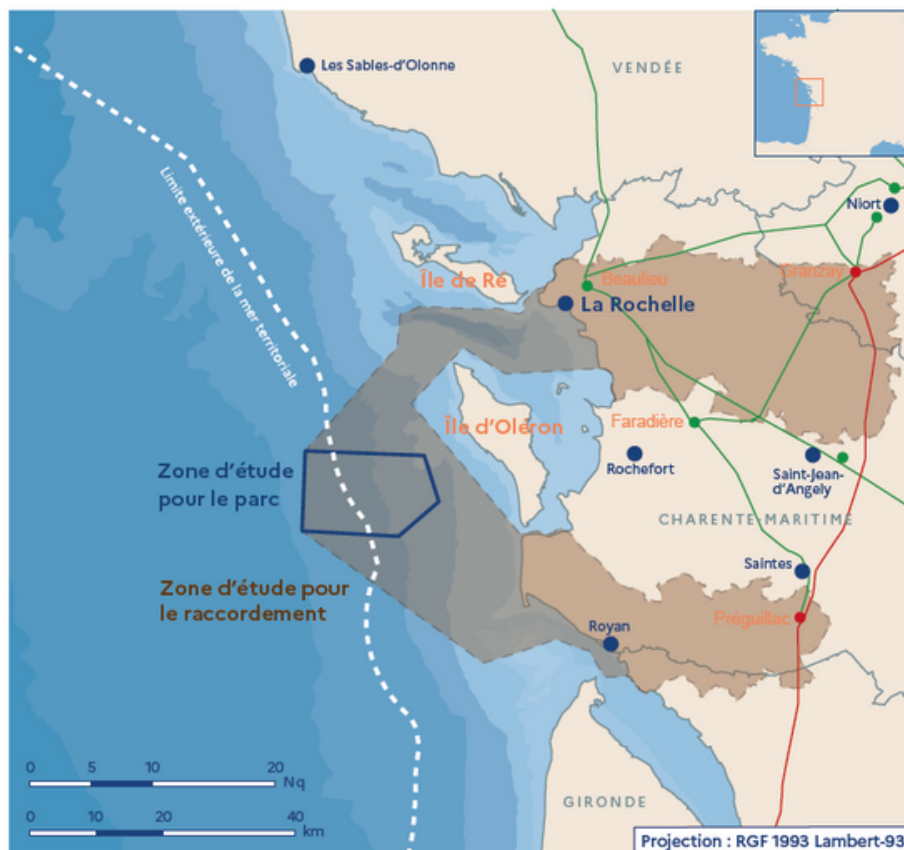 Les Sables-d'Olonne
VENDÉE
Limite extérieure de la mer territoriale
Niort
Île de Ré
Beaulieu
Granzay
La Rochelle
Île d'Oléron
Faradière
Rochefort
Saint-Jean-
d'Angely
Zone d'étude
pour le parc
CHARENTE-MARITIME
Saintes
Zone d'étude pour
le raccordement
Préguillac
Royan
0 5 10 20
Nq
0 10 20 40
km
GIRONDE
Projection : RGF 1993 Lambert-93